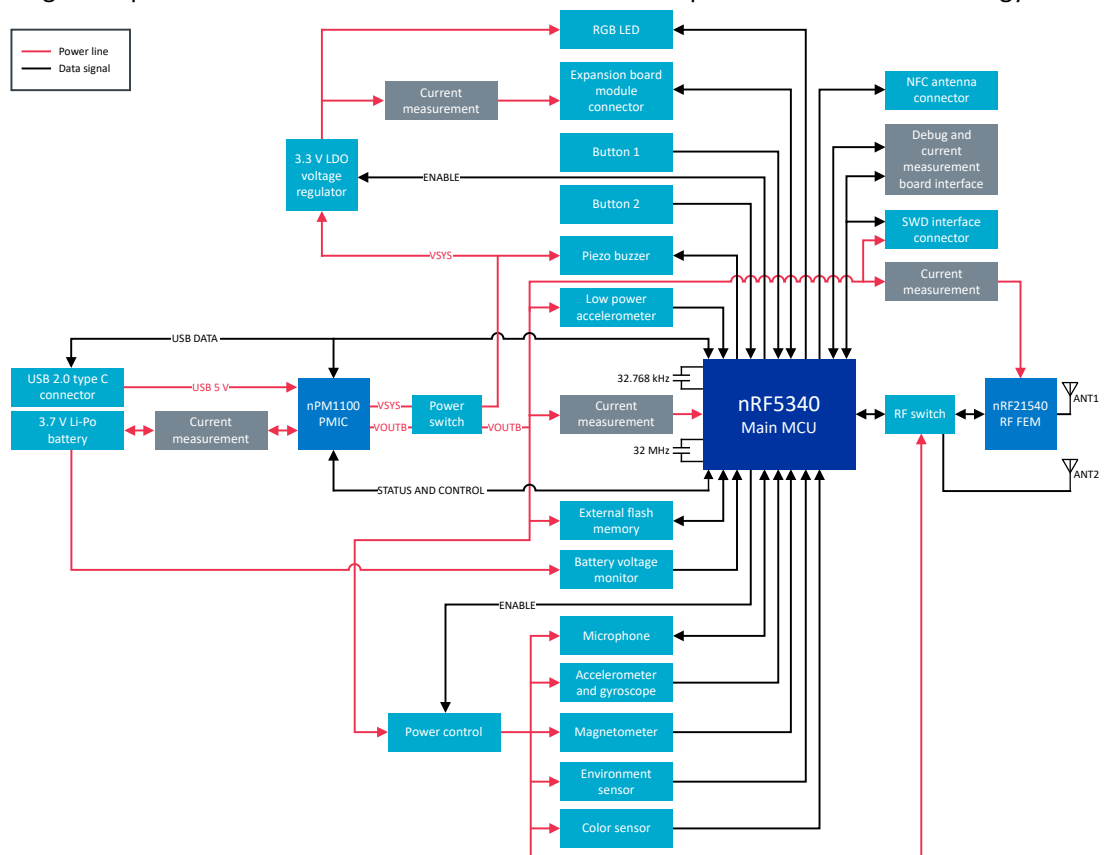 RGB LED
Power line
Data signal
Expansion board
module
connector
Current
measurement
NFC antenna
connector
Debug and
current
measurement
board interface
Button 1
3.3 V LDO
voltage
regulator
ENABLE
Button 2
SWD interface
connector
VSYS
Piezo buzzer
Current
measurement
Low power
accelerometer
USB DATA
USB 2.0 type C
connector
USB 5 V
32.768 kHz
nPM1100
PMIC
VSYS
VOUTB
Power
switch
VOUTB
Current
measurement
nRF5340
Main MCU
RF switch
nRF21540
RF FEM
ANT1
3.7 V Li-Po
battery
Current
measurement
32 MHz
ANT2
STATUS AND CONTROL
External flash
memory
Battery voltage
monitor
ENABLE
Microphone
Accelerometer
and gyroscope
Power control
Magnetometer
Environment
sensor
Color sensor